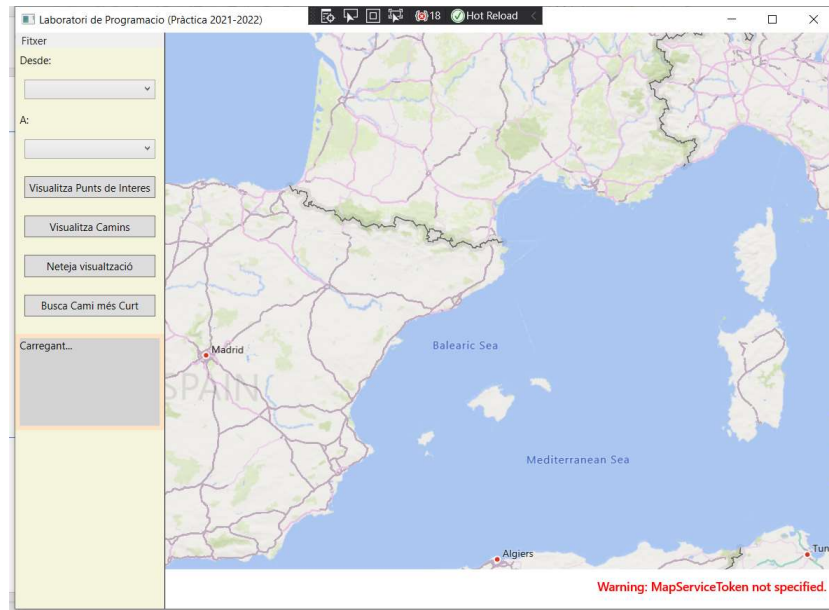 Laboratori de Programacio (Pràctica 2021-2022)
18
Hot Reload
Fitxer
Desde:
A:
Visualitza Punts de Interes
Visualitza Camins
Neteja visualtzació
Busca Cami més Curt
Carregant...
Madrid
SPAIN
Balearic Sea
Mediterranean Sea
Algiers
Tun
Warning: MapServiceToken not specified.